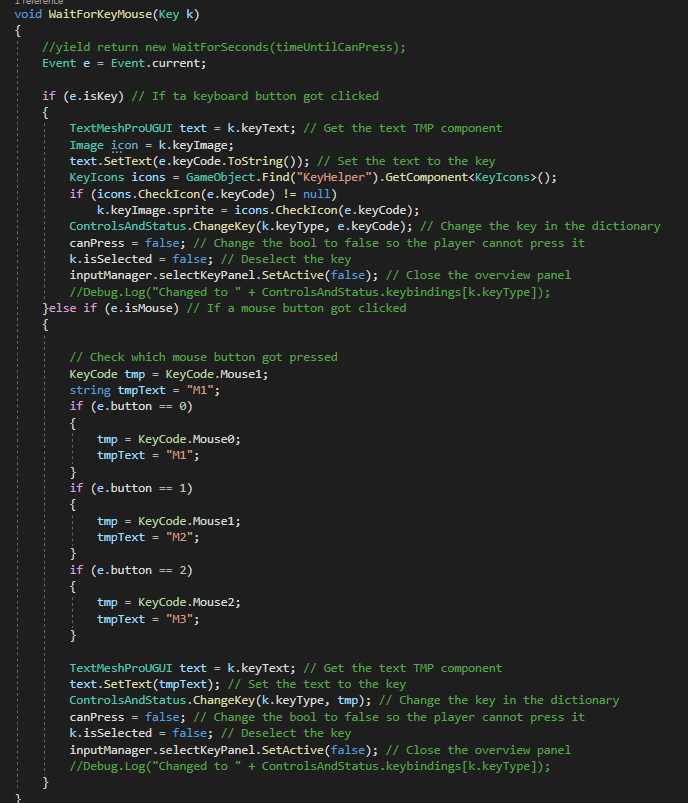 1 reference
void WaitForKeyMouse(Key k)
{
//yield return new WaitForSeconds(timeUntilCanPress);
Event e = Event.current;
if (e.isKey) // If ta keyboard button got clicked
{
TextMeshProUGUI text = k.keyText; // Get the text TMP component
Image icon = k.keyImage;
text.SetText(e.keyCode.ToString()); // Set the text to the key
KeyIcons icons = GameObject.Find("KeyHelper").GetComponent<KeyIcons>();
if (icons.CheckIcon(e.keyCode) != null)
k.keyImage.sprite = icons.CheckIcon(e.keyCode);
ControlsAndStatus.ChangeKey(k.keyType, e.keyCode); // Change the key in the dictionary
canPress = false; // Change the bool to false so the player cannot press it
k.isSelected = false; // Deselect the key
inputManager.selectKeyPanel.SetActive(false); // Close the overview panel
//Debug.Log("Changed to " + ControlsAndStatus.keybindings[k.keyType]);
}else if (e.isMouse) // If a mouse button got clicked
{
// Check which mouse button got pressed
KeyCode tmp = KeyCode.Mouse1;
string tmpText = "M1";
if (e.button == 0)
{
tmp = KeyCode.Mouse0;
tmpText = "M1";
}
if (e.button == 1)
{
tmp = KeyCode.Mouse1;
tmpText = "M2";
}
if (e.button == 2)
{
tmp = KeyCode.Mouse2;
tmpText = "M3";
}
TextMeshProUGUI text = k.keyText; // Get the text TMP component
text.SetText(tmpText); // Set the text to the key
ControlsAndStatus.ChangeKey(k.keyType, tmp); // Change the key in the dictionary
canPress = false; // Change the bool to false so the player cannot press it
k.isSelected = false; // Deselect the key
inputManager.selectKeyPanel.SetActive(false); // Close the overview panel
//Debug.Log("Changed to " + ControlsAndStatus.keybindings[k.keyType]);
}
}